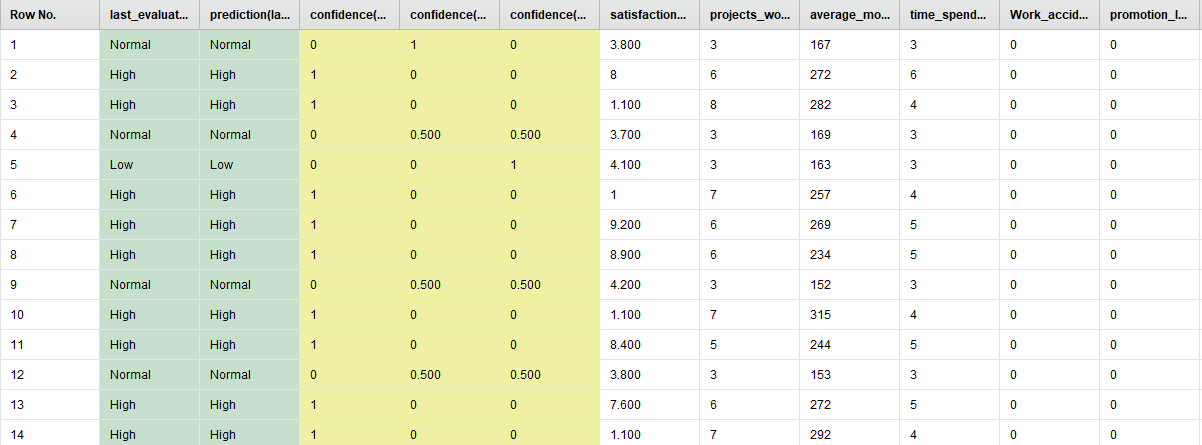 Row No. last_evaluat... prediction(la... confidence(... confidence(... confidence(... satisfaction... projects_wo... average_mo... time_spend... Work_accid... promotion_l...
1 Normal Normal 0 1 0 3.800 3 167 3 0 0
2 High High 1 0 0 8 6 272 6 0 0
3 High High 1 0 0 1.100 8 282 4 0 0
4 Normal Normal 0 0.500 0.500 3.700 3 169 3 0 0
5 Low Low 0 0 1 4.100 3 163 3 0 0
6 High High 1 0 0 1 7 257 4 0 0
7 High High 1 0 0 9.200 6 269 5 0 0
8 High High 1 0 0 8.900 6 234 5 0 0
9 Normal Normal 0 0.500 0.500 4.200 3 152 3 0 0
10 High High 1 0 0 1.100 7 315 4 0 0
11 High High 1 0 0 8.400 5 244 5 0 0
12 Normal Normal 0 0.500 0.500 3.800 3 153 3 0 0
13 High High 1 0 0 7.600 6 272 5 0 0
14 High High 1 0 0 1.100 7 292 4 0 0